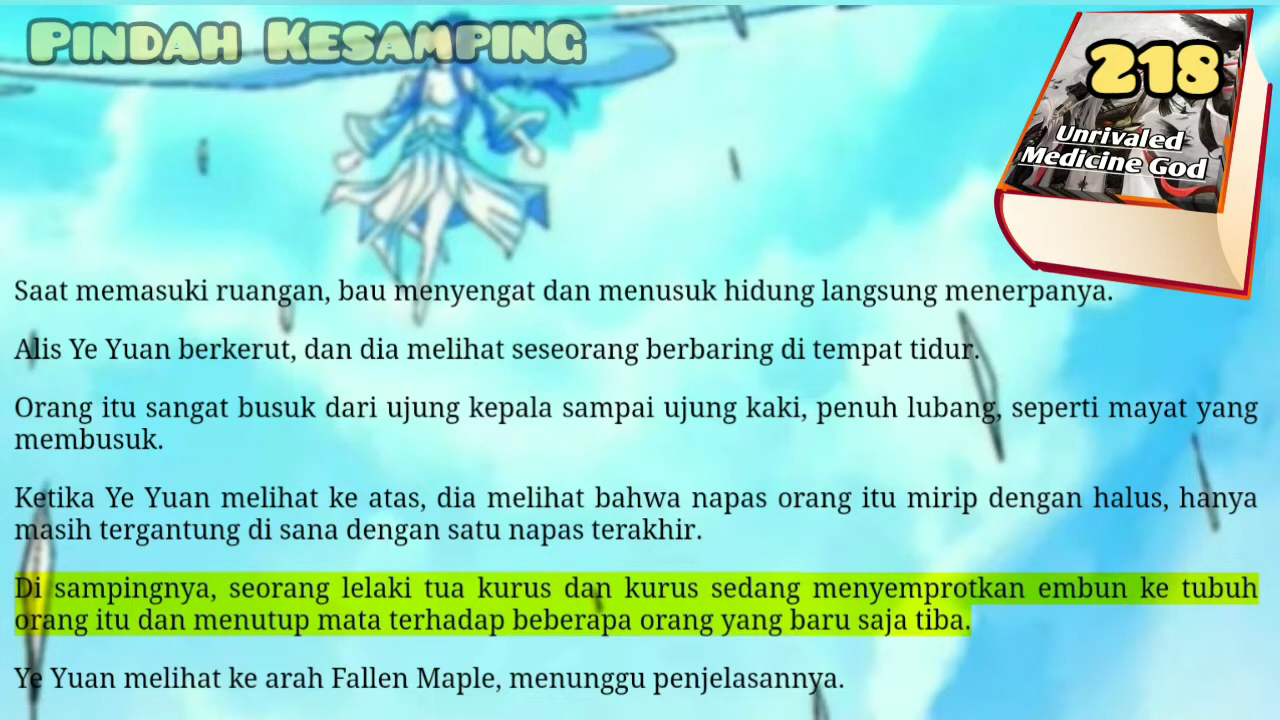 Pindah Kesamping
218
Unrivaled
Medicine God
Saat memasuki ruangan, bau menyengat dan menusuk hidung langsung menerpanya.
Alis Ye Yuan berkerut, dan dia melihat seseorang berbaring di tempat tidur.
Orang itu sangat busuk dari ujung kepala sampai ujung kaki, penuh lubang, seperti mayat yang
membusuk.
Ketika Ye Yuan melihat ke atas, dia melihat bahwa napas orang itu mirip dengan halus, hanya
masih tergantung di sana dengan satu napas terakhir.
Di sampingnya, seorang lelaki tua kurus dan kurus sedang menyemprotkan embun ke tubuh
orang itu dan menutup mata terhadap beberapa orang yang baru saja tiba.
Ye Yuan melihat ke arah Fallen Maple, menunggu penjelasannya.